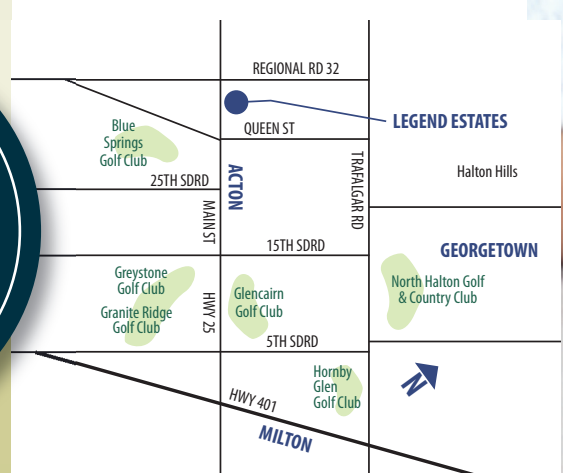 REGIONAL RD 32
LEGEND ESTATES
QUEEN ST
Blue
Springs
Golf Club
25TH SDRD
ACTON
MAIN ST
TRAFALGAR RD
Halton Hills
15TH SDRD
GEORGETOWN
Greystone
Golf Club
Granite Ridge
Golf Club
HWY 25
Glencairn
Golf Club
North Halton Golf
& Country Club
5TH SDRD
Hornby
Glen
Golf Club
HWY 401
MILTON
N